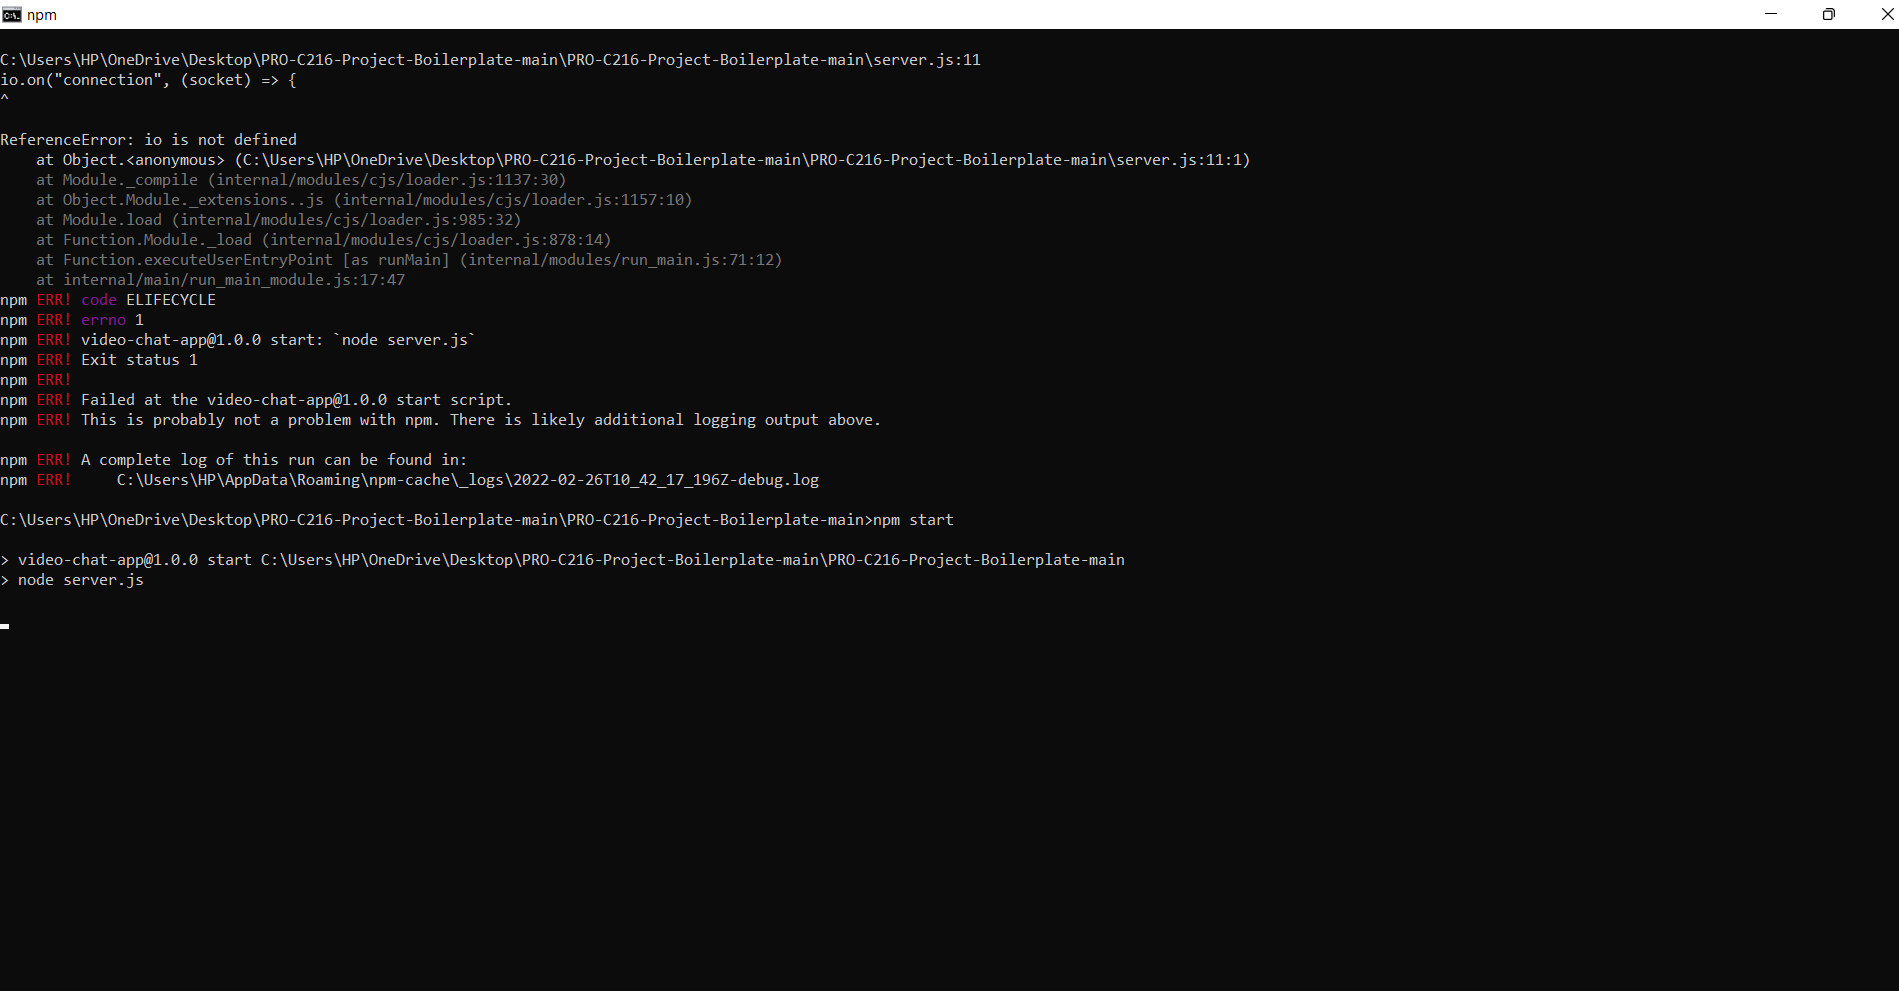 npm
C:\Users\HP\OneDrive\Desktop\PRO-C216-Project-Boilerplate-main\PRO-C216-Project-Boilerplate-main\server.js:11
io.on("connection", (socket) => {
^
ReferenceError: io is not defined
    at Object.<anonymous> (C:\Users\HP\OneDrive\Desktop\PRO-C216-Project-Boilerplate-main\PRO-C216-Project-Boilerplate-main\server.js:11:1)
    at Module._compile (internal/modules/cjs/loader.js:1137:30)
    at Object.Module._extensions..js (internal/modules/cjs/loader.js:1157:10)
    at Module.load (internal/modules/cjs/loader.js:985:32)
    at Function.Module._load (internal/modules/cjs/loader.js:878:14)
    at Function.executeUserEntryPoint [as runMain] (internal/modules/run_main.js:71:12)
    at internal/main/run_main_module.js:17:47
npm ERR! code ELIFECYCLE
npm ERR! errno 1
npm ERR! video-chat-app@1.0.0 start: `node server.js`
npm ERR! Exit status 1
npm ERR!
npm ERR! Failed at the video-chat-app@1.0.0 start script.
npm ERR! This is probably not a problem with npm. There is likely additional logging output above.
npm ERR! A complete log of this run can be found in:
npm ERR!     C:\Users\HP\AppData\Roaming\npm-cache\_logs\2022-02-26T10_42_17_196Z-debug.log
C:\Users\HP\OneDrive\Desktop\PRO-C216-Project-Boilerplate-main\PRO-C216-Project-Boilerplate-main>npm start
> video-chat-app@1.0.0 start C:\Users\HP\OneDrive\Desktop\PRO-C216-Project-Boilerplate-main\PRO-C216-Project-Boilerplate-main
> node server.js